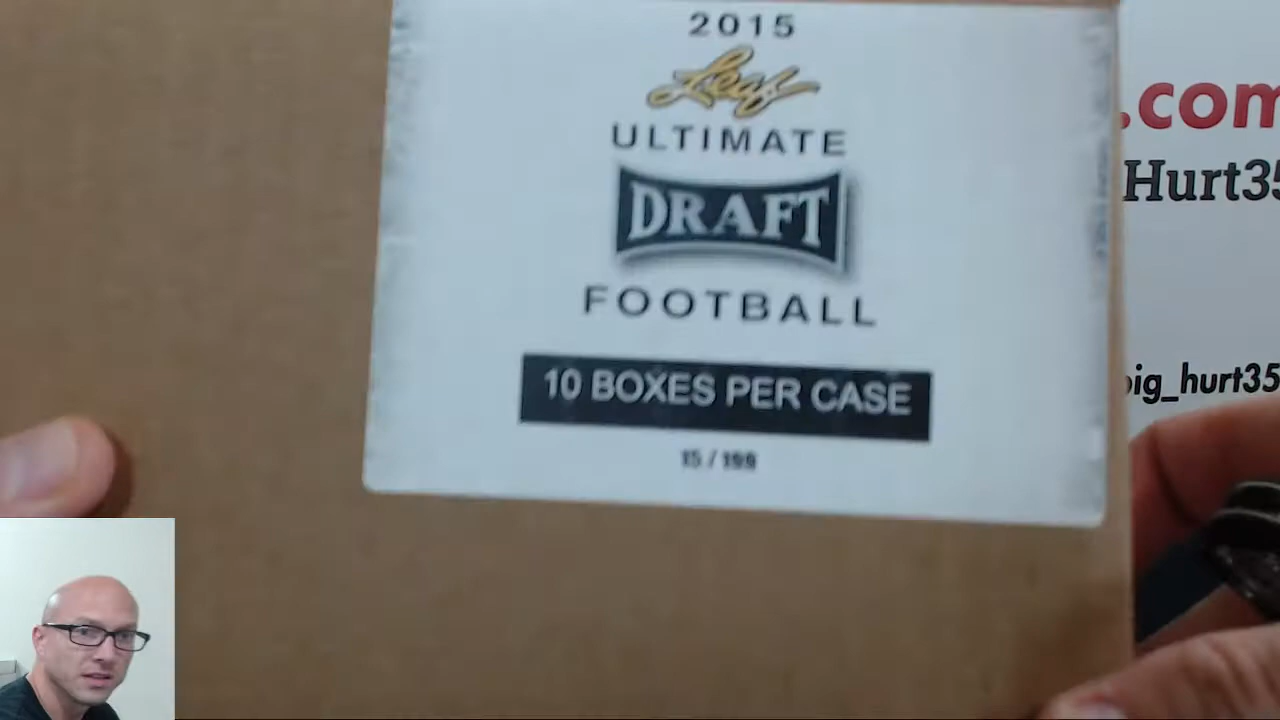 2015
Leaf
ULTIMATE
DRAFT
FOOTBALL
10 BOXES PER CASE
15 / 199
.com
Hurt35
big_hurt35